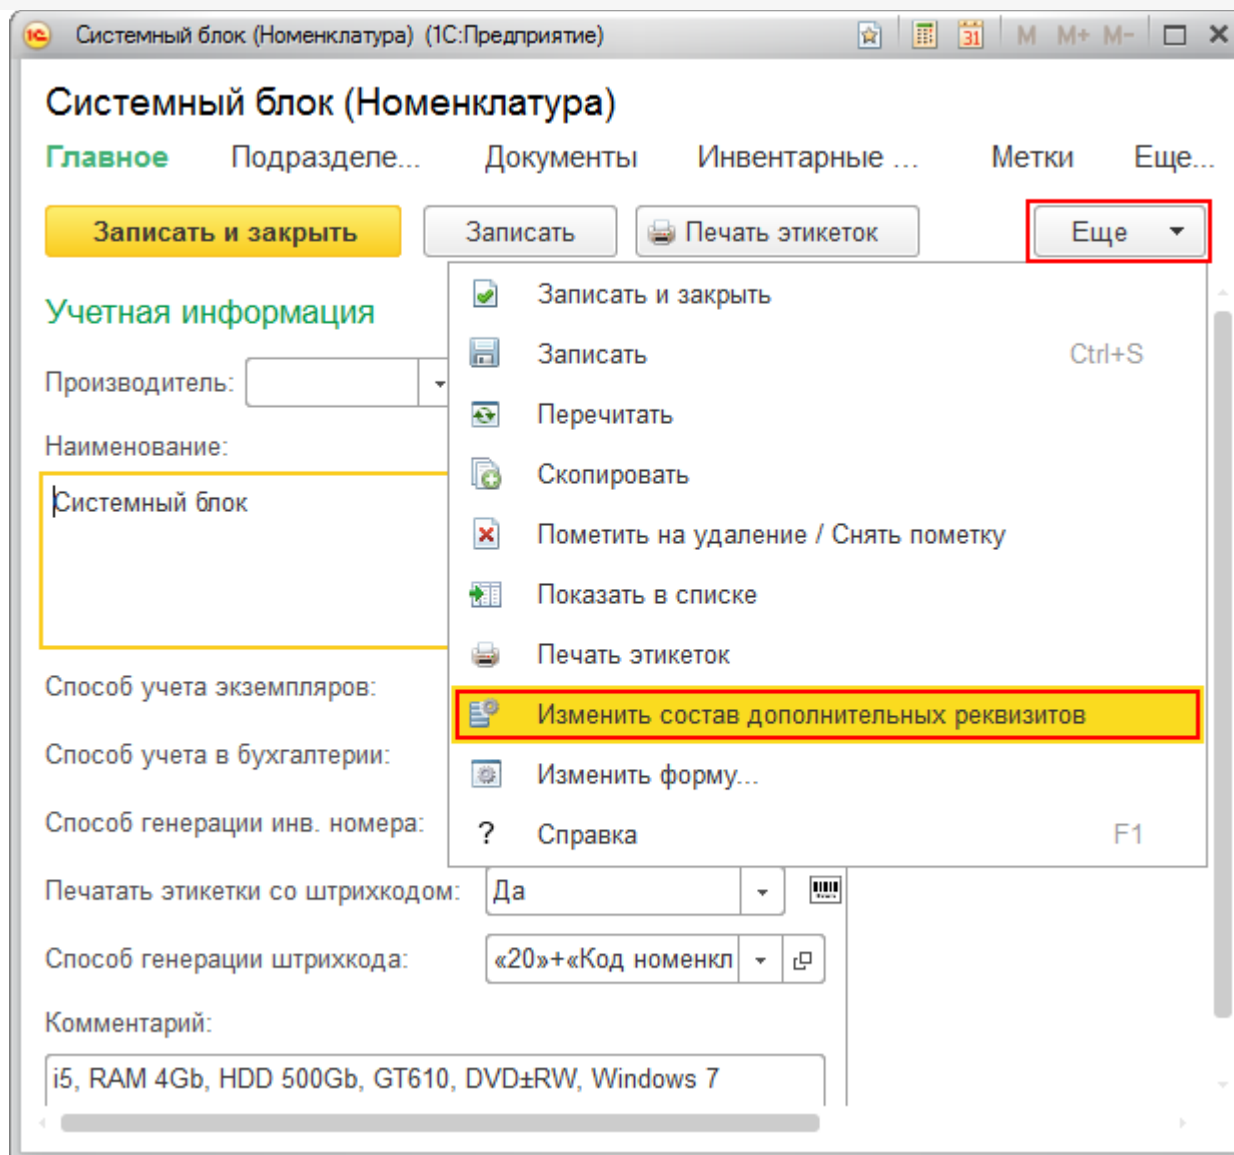 1С Системный блок (Номенклатура) (1С:Предприятие) 31 M M+ M-
Системный блок (Номенклатура)
Главное Подразделе... Документы Инвентарные ... Метки Еще...
Записать и закрыть Записать Печать этикеток Еще
Учетная информация
Производитель:
Наименование:
Системный блок
Способ учета экземпляров:
Способ учета в бухгалтерии:
Способ генерации инв. номера:
Печатать этикетки со штрихкодом: Да
Способ генерации штрихкода: «20»+«Код номенкл
Комментарий:
i5, RAM 4Gb, HDD 500Gb, GT610, DVD±RW, Windows 7
Записать и закрыть
Записать Ctrl+S
Перечитать
Скопировать
Пометить на удаление / Снять пометку
Показать в списке
Печать этикеток
Изменить состав дополнительных реквизитов
Изменить форму...
? Справка F1